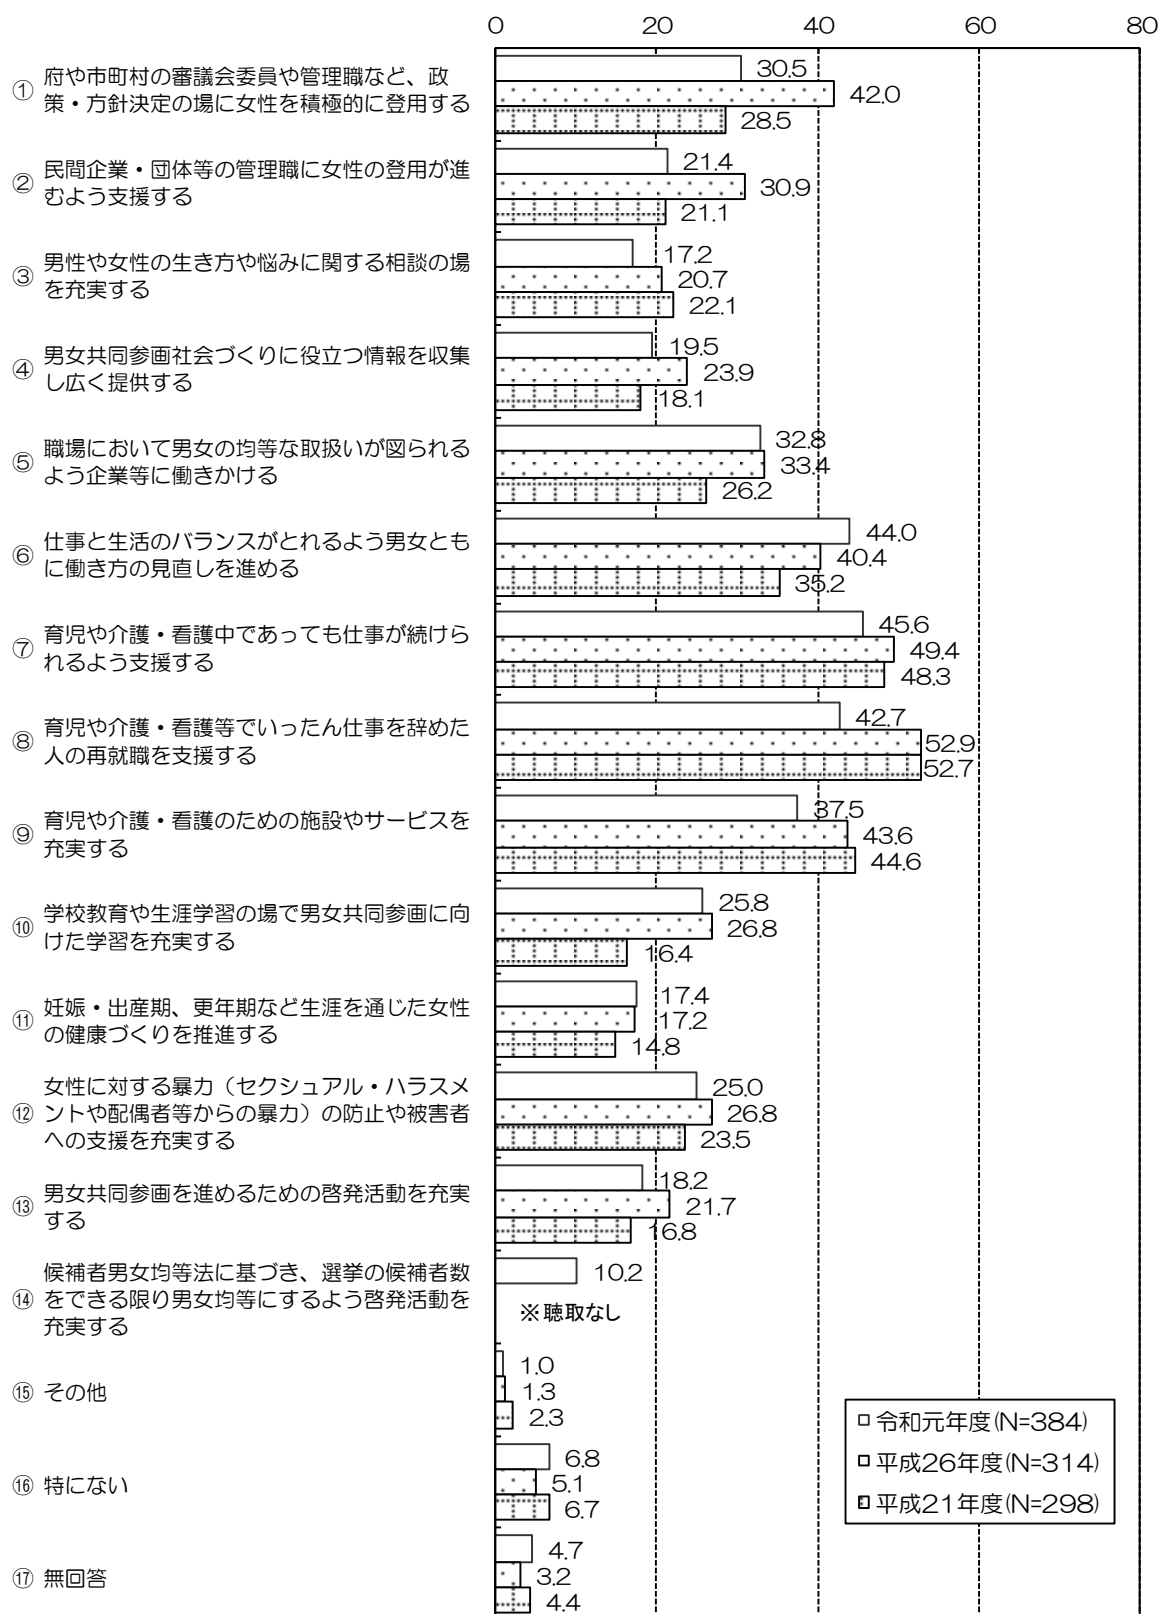 0 20 40 60 80
① 府や市町村の審議会委員や管理職など、政
策・方針決定の場に女性を積極的に登用する
30.5
42.0
28.5
② 民間企業・団体等の管理職に女性の登用が進
むよう支援する
21.4
30.9
21.1
③ 男性や女性の生き方や悩みに関する相談の場
を充実する
17.2
20.7
22.1
④ 男女共同参画社会づくりに役立つ情報を収集
し広く提供する
19.5
23.9
18.1
⑤ 職場において男女の均等な取扱いが図られる
よう企業等に働きかける
32.8
33.4
26.2
⑥ 仕事と生活のバランスがとれるよう男女とも
に働き方の見直しを進める
44.0
40.4
35.2
⑦ 育児や介護・看護中であっても仕事が続けら
れるよう支援する
45.6
49.4
48.3
⑧ 育児や介護・看護等でいったん仕事を辞めた
人の再就職を支援する
42.7
52.9
52.7
⑨ 育児や介護・看護のための施設やサービスを
充実する
37.5
43.6
44.6
⑩ 学校教育や生涯学習の場で男女共同参画に向
けた学習を充実する
25.8
26.8
16.4
⑪ 妊娠・出産期、更年期など生涯を通じた女性
の健康づくりを推進する
17.4
17.2
14.8
女性に対する暴力（セクシュアル・ハラスメ
⑫ ントや配偶者等からの暴力）の防止や被害者
への支援を充実する
25.0
26.8
23.5
⑬ 男女共同参画を進めるための啓発活動を充実
する
18.2
21.7
16.8
候補者男女均等法に基づき、選挙の候補者数
⑭ をできる限り男女均等にするよう啓発活動を
充実する
10.2
※聴取なし
⑮ その他
1.0
1.3
2.3
⑯ 特にない
6.8
5.1
6.7
⑰ 無回答
4.7
3.2
4.4
令和元年度(N=384)
平成26年度(N=314)
平成21年度(N=298)